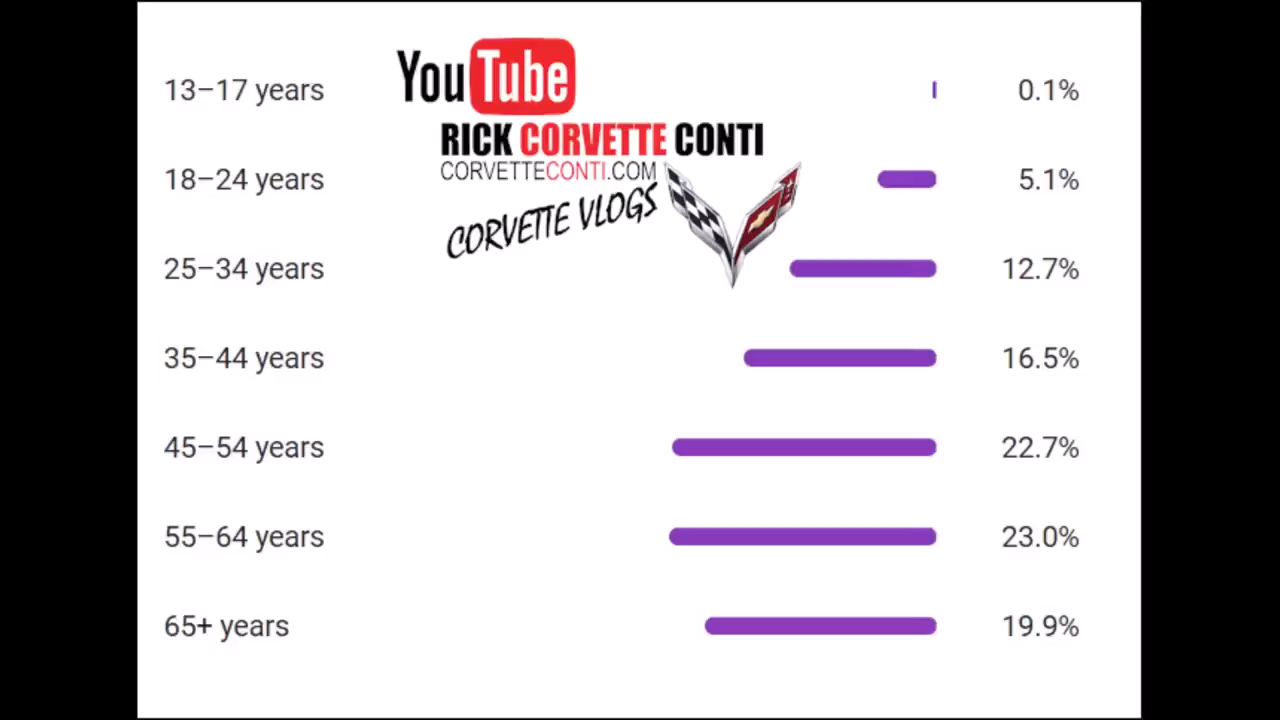 YouTube
RICK CORVETTE CONTI
CORVETTECONTI.COM
CORVETTE VLOGS
13–17 years 0.1%
18–24 years 5.1%
25–34 years 12.7%
35–44 years 16.5%
45–54 years 22.7%
55–64 years 23.0%
65+ years 19.9%